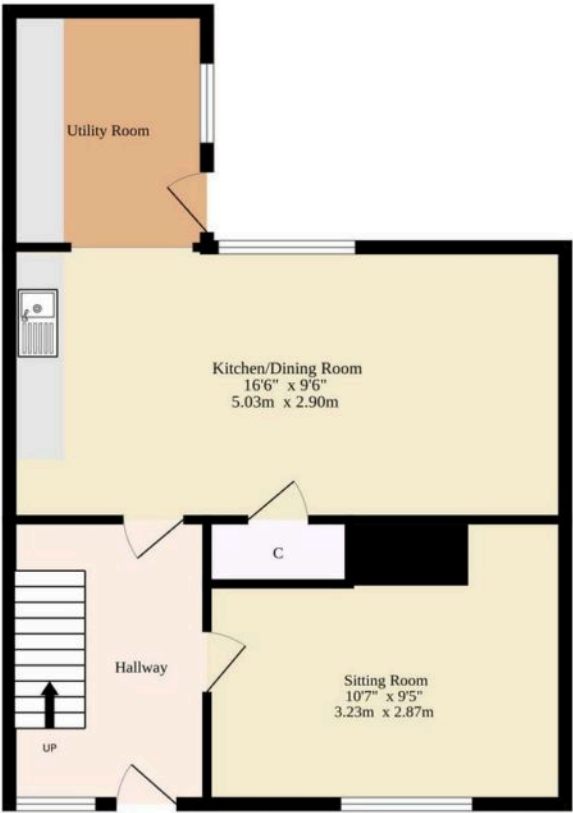 Utility Room
Kitchen/Dining Room
16'6" x 9'6"
5.03m x 2.90m
C
Hallway
Sitting Room
10'7" x 9'5"
3.23m x 2.87m
UP